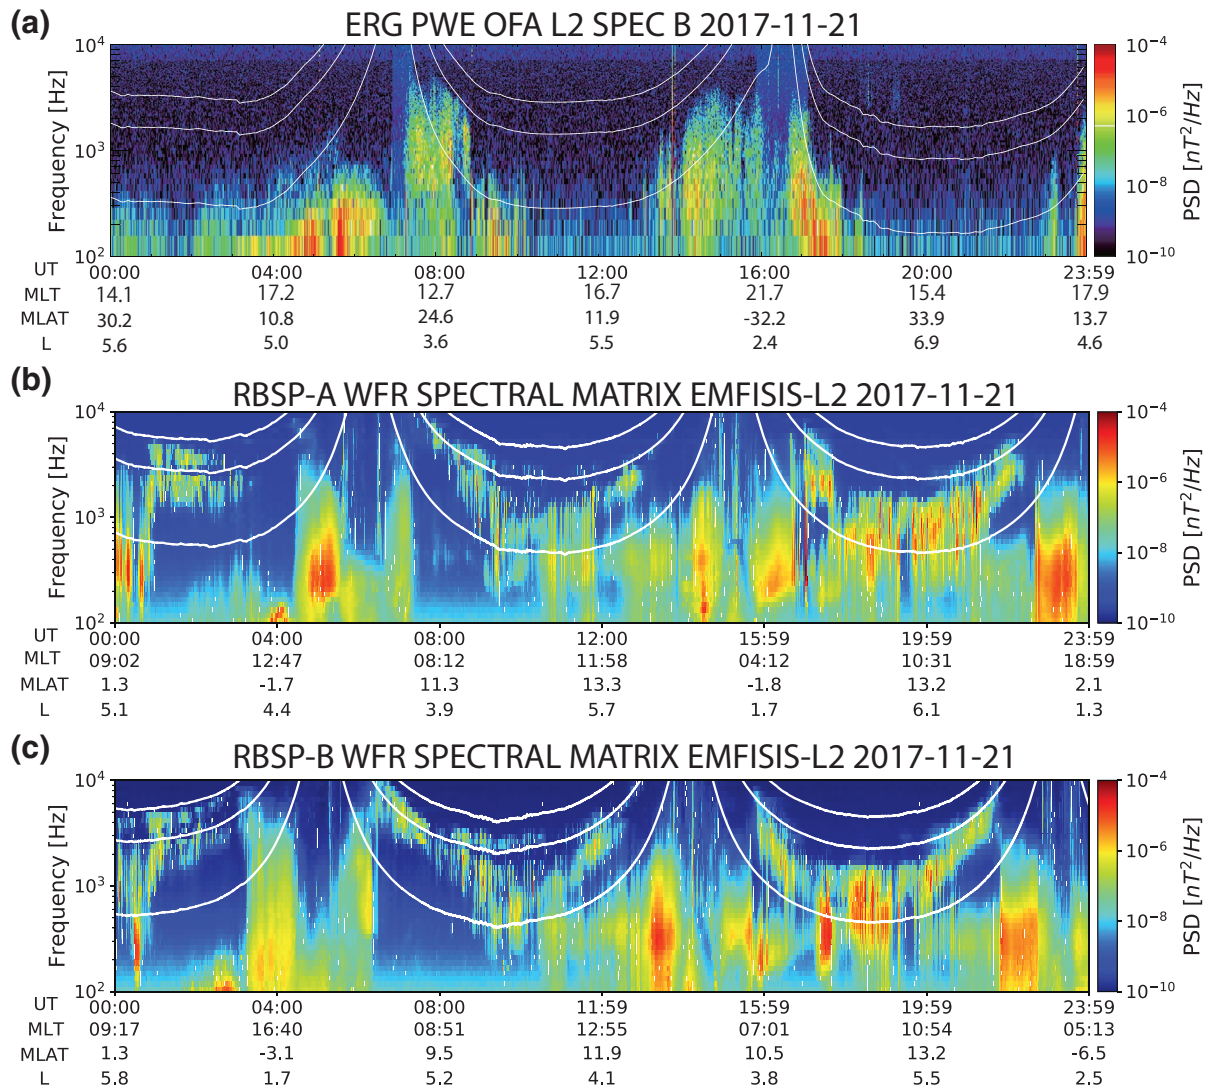 (a)
ERG PWE OFA L2 SPEC B 2017-11-21
10^4
10^3
10^2
Frequency [Hz]
10^-4
10^-6
10^-8
10^-10
PSD [nT^2/Hz]
UT 00:00 04:00 08:00 12:00 16:00 20:00 23:59
MLT 14.1 17.2 12.7 16.7 21.7 15.4 17.9
MLAT 30.2 10.8 24.6 11.9 -32.2 33.9 13.7
L 5.6 5.0 3.6 5.5 2.4 6.9 4.6
(b)
RBSP-A WFR SPECTRAL MATRIX EMFISIS-L2 2017-11-21
10^4
10^3
10^2
Frequency [Hz]
10^-4
10^-6
10^-8
10^-10
PSD [nT^2/Hz]
UT 00:00 04:00 08:00 12:00 15:59 19:59 23:59
MLT 09:02 12:47 08:12 11:58 04:12 10:31 18:59
MLAT 1.3 -1.7 11.3 13.3 -1.8 13.2 2.1
L 5.1 4.4 3.9 5.7 1.7 6.1 1.3
(c)
RBSP-B WFR SPECTRAL MATRIX EMFISIS-L2 2017-11-21
10^4
10^3
10^2
Frequency [Hz]
10^-4
10^-6
10^-8
10^-10
PSD [nT^2/Hz]
UT 00:00 04:00 08:00 11:59 15:59 19:59 23:59
MLT 09:17 16:40 08:51 12:55 07:01 10:54 05:13
MLAT 1.3 -3.1 9.5 11.9 10.5 13.2 -6.5
L 5.8 1.7 5.2 4.1 3.8 5.5 2.5